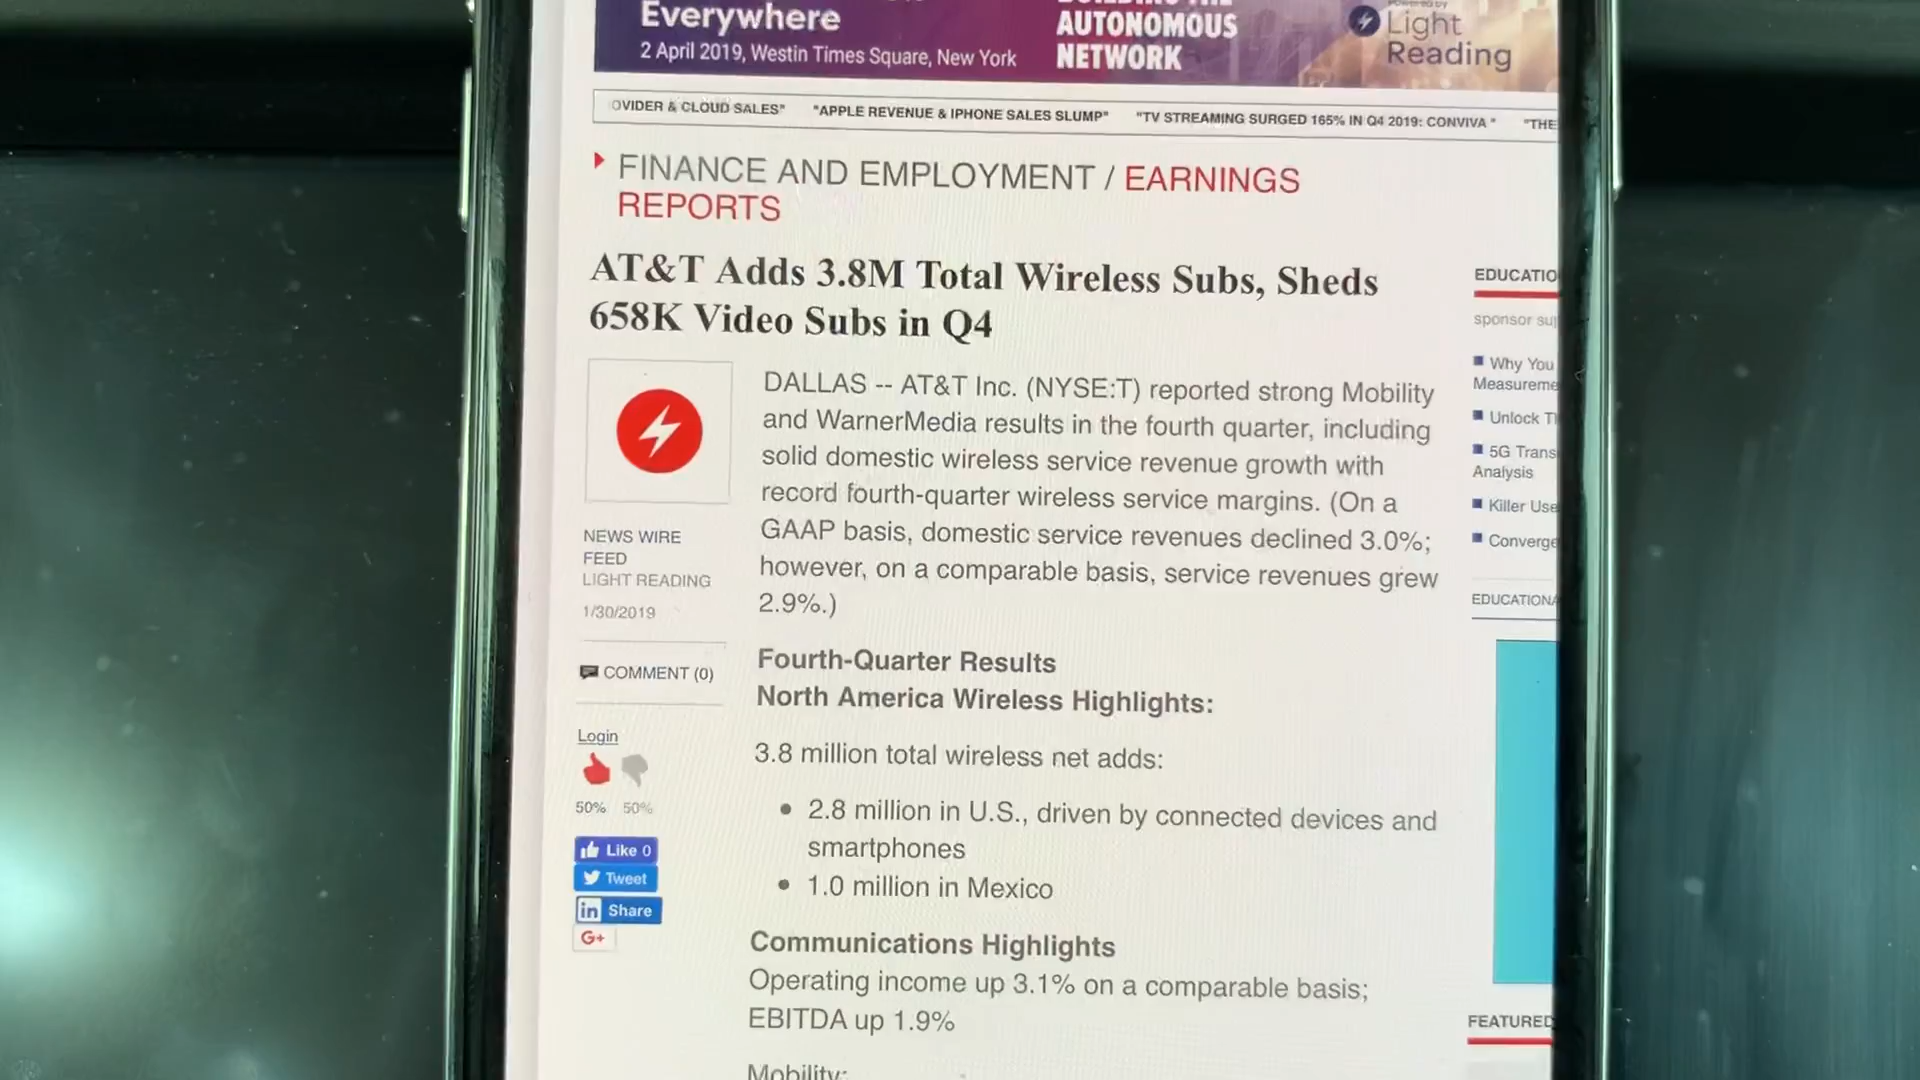 Everywhere
2 April 2019, Westin Times Square, New York
AUTONOMOUS
NETWORK
Light
Reading
OVIDER & CLOUD SALES" "APPLE REVENUE & IPHONE SALES SLUMP" "TV STREAMING SURGED 165% IN Q4 2019: CONVIVA " "THE
FINANCE AND EMPLOYMENT / EARNINGS
REPORTS
AT&T Adds 3.8M Total Wireless Subs, Sheds
658K Video Subs in Q4
NEWS WIRE
FEED
LIGHT READING
1/30/2019
COMMENT (0)
Login
50% 50%
Like 0
Tweet
in Share
G+
DALLAS -- AT&T Inc. (NYSE:T) reported strong Mobility
and WarnerMedia results in the fourth quarter, including
solid domestic wireless service revenue growth with
record fourth-quarter wireless service margins. (On a
GAAP basis, domestic service revenues declined 3.0%;
however, on a comparable basis, service revenues grew
2.9%.)
Fourth-Quarter Results
North America Wireless Highlights:
3.8 million total wireless net adds:
• 2.8 million in U.S., driven by connected devices and
smartphones
• 1.0 million in Mexico
Communications Highlights
Operating income up 3.1% on a comparable basis;
EBITDA up 1.9%
Mobility:
EDUCATIO
sponsor su
Why You
Measureme
Unlock T
5G Trans
Analysis
Killer Use
Converge
EDUCATIONA
FEATURED